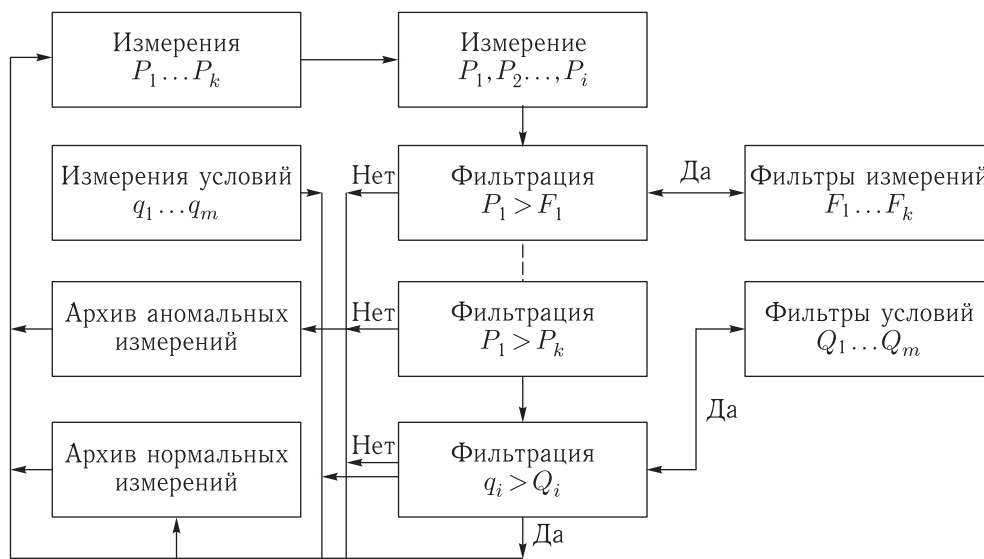 Измерения
P₁…Pₖ
Измерение
P₁, P₂…, Pᵢ
Измерения условий
q₁…qₘ
Нет
Фильтрация
P₁ > F₁
Да
Фильтры измерений
F₁…Fₖ
Архив аномальных
измерений
Нет
Фильтрация
P₁ > Pₖ
Фильтры условий
Q₁…Qₘ
Да
Архив нормальных
измерений
Нет
Фильтрация
qᵢ > Qᵢ
Да